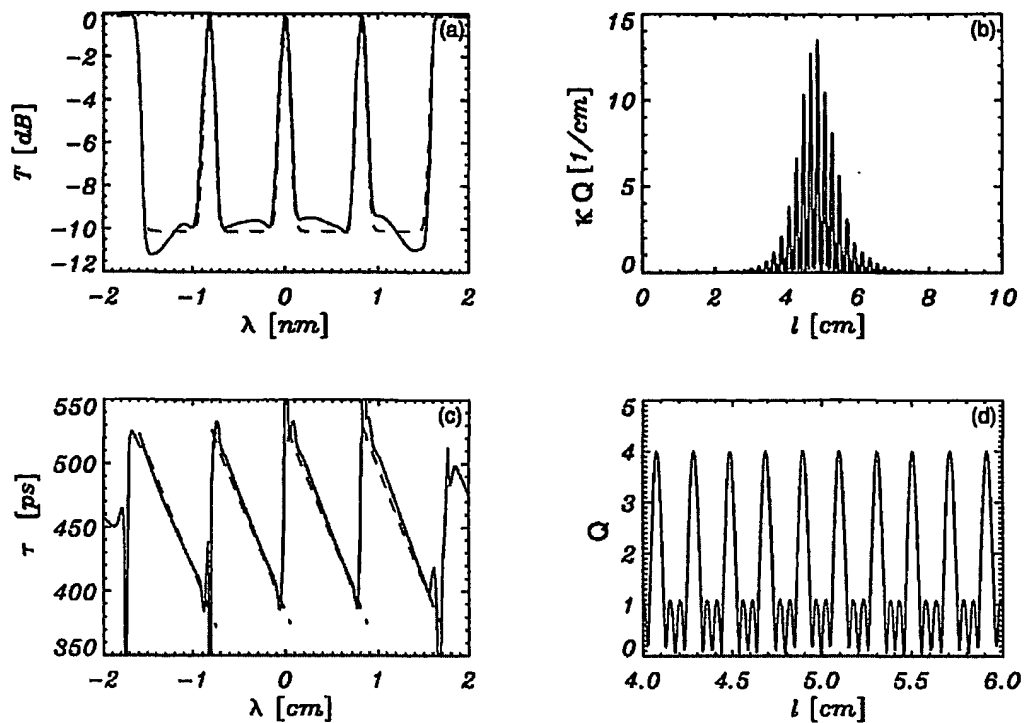 (a)
0
-2
-4
-6
-8
-10
-12
T [dB]
-2 -1 0 1 2
λ [nm]
(b)
15
10
5
0
κ Q [1/cm]
0 2 4 6 8 10
l [cm]
(c)
550
500
450
400
350
τ [ps]
-2 -1 0 1 2
λ [cm]
(d)
5
4
3
2
1
0
Q
4.0 4.5 5.0 5.5 6.0
l [cm]